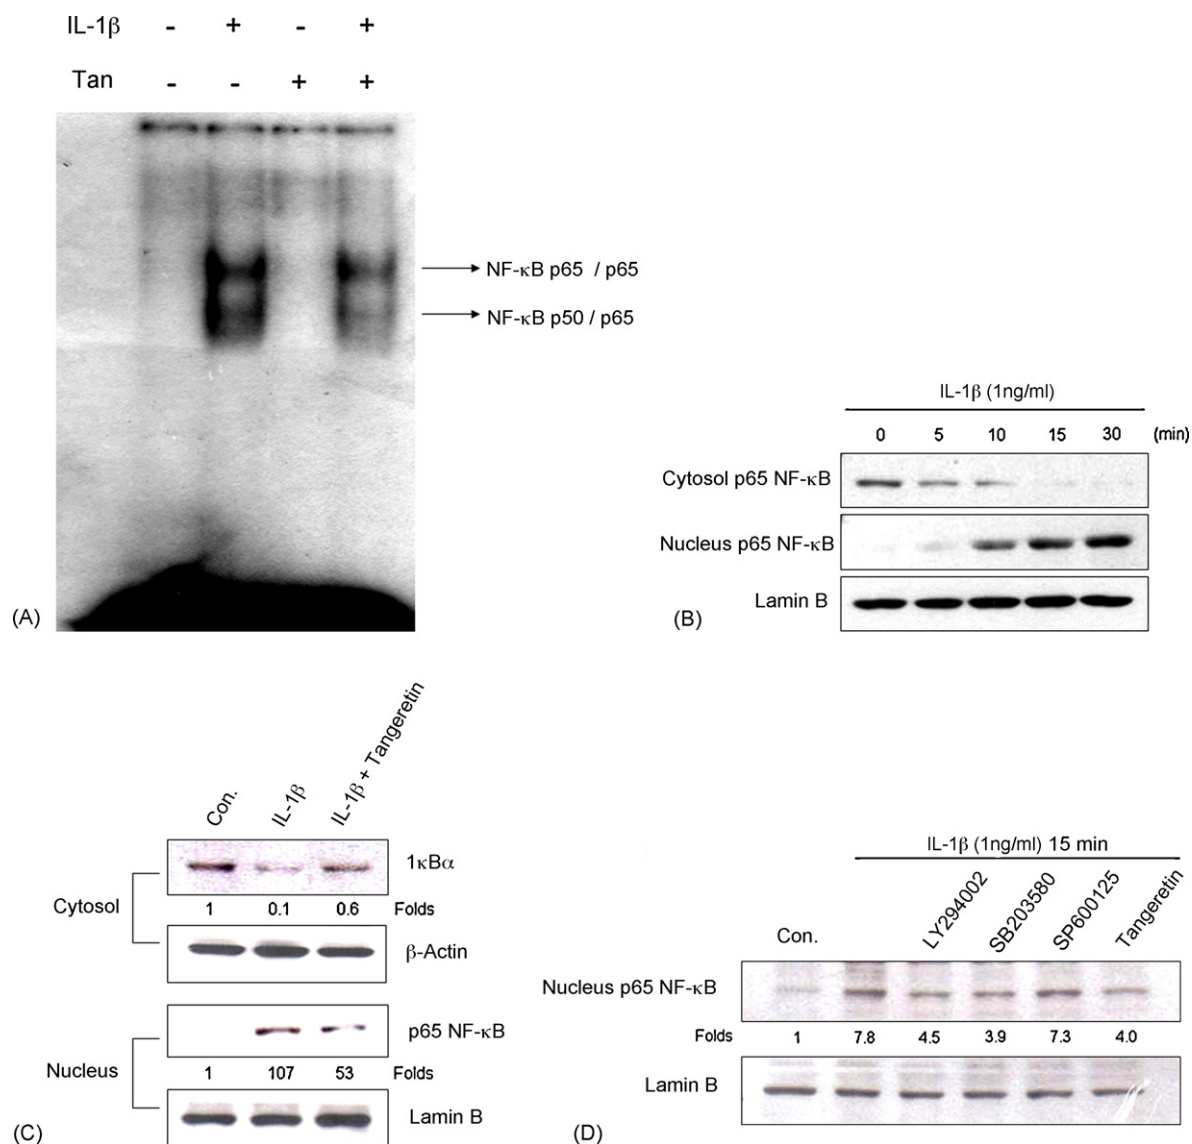 IL-1β - + - +
Tan - - + +
NF-κB p65 / p65
NF-κB p50 / p65
(A)
IL-1β (1ng/ml)
0 5 10 15 30 (min)
Cytosol p65 NF-κB
Nucleus p65 NF-κB
Lamin B
(B)
Con. IL-1β IL-1β + Tangeretin
1κBα
Cytosol
1 0.1 0.6 Folds
β-Actin
p65 NF-κB
Nucleus
1 107 53 Folds
Lamin B
(C)
IL-1β (1ng/ml) 15 min
Con. LY294002 SB203580 SP600125 Tangeretin
Nucleus p65 NF-κB
Folds 1 7.8 4.5 3.9 7.3 4.0
Lamin B
(D)